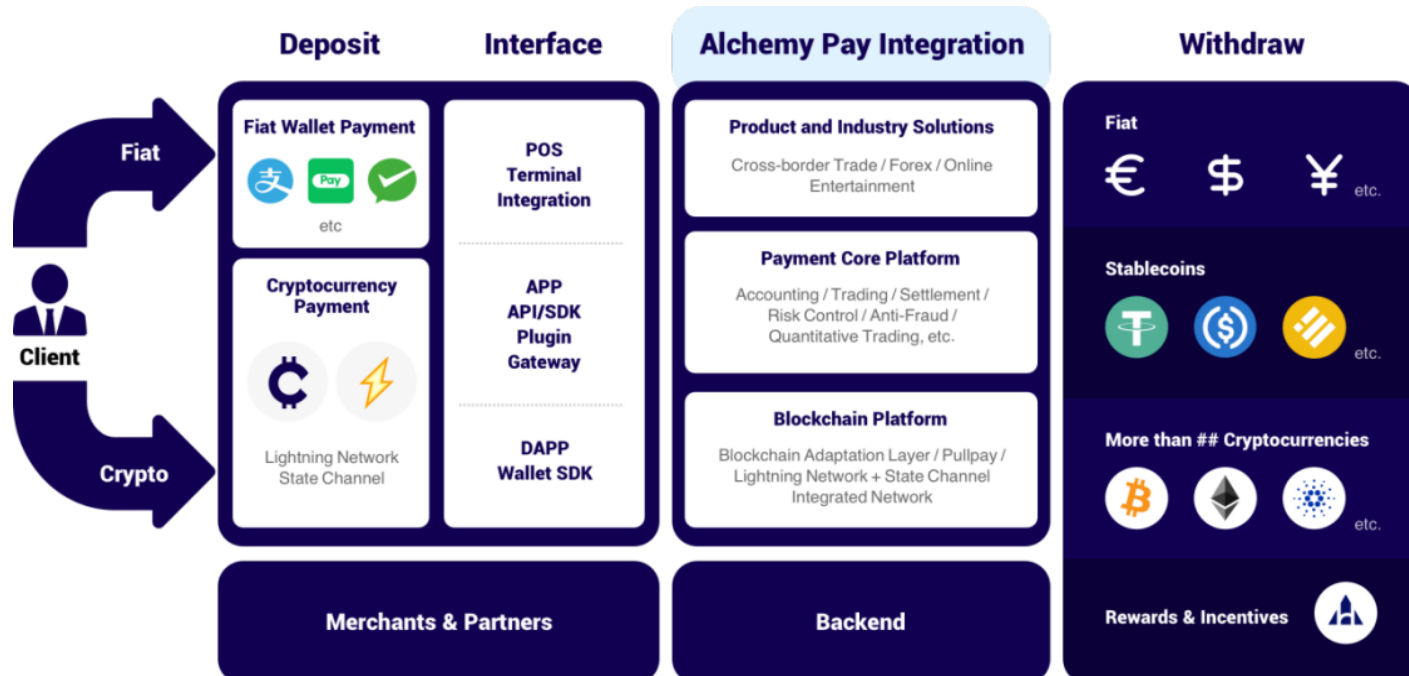 Deposit
Interface
Alchemy Pay Integration
Withdraw
Client
Fiat
Crypto
Fiat Wallet Payment
支
Pay
etc
Cryptocurrency
Payment
Lightning Network
State Channel
POS
Terminal
Integration
APP
API/SDK
Plugin
Gateway
DAPP
Wallet SDK
Merchants & Partners
Product and Industry Solutions
Cross-border Trade / Forex / Online
Entertainment
Payment Core Platform
Accounting / Trading / Settlement /
Risk Control / Anti-Fraud /
Quantitative Trading, etc.
Blockchain Platform
Blockchain Adaptation Layer / Pullpay /
Lightning Network + State Channel
Integrated Network
Backend
Fiat
€ $ ¥ etc.
Stablecoins
etc.
More than ## Cryptocurrencies
etc.
Rewards & Incentives